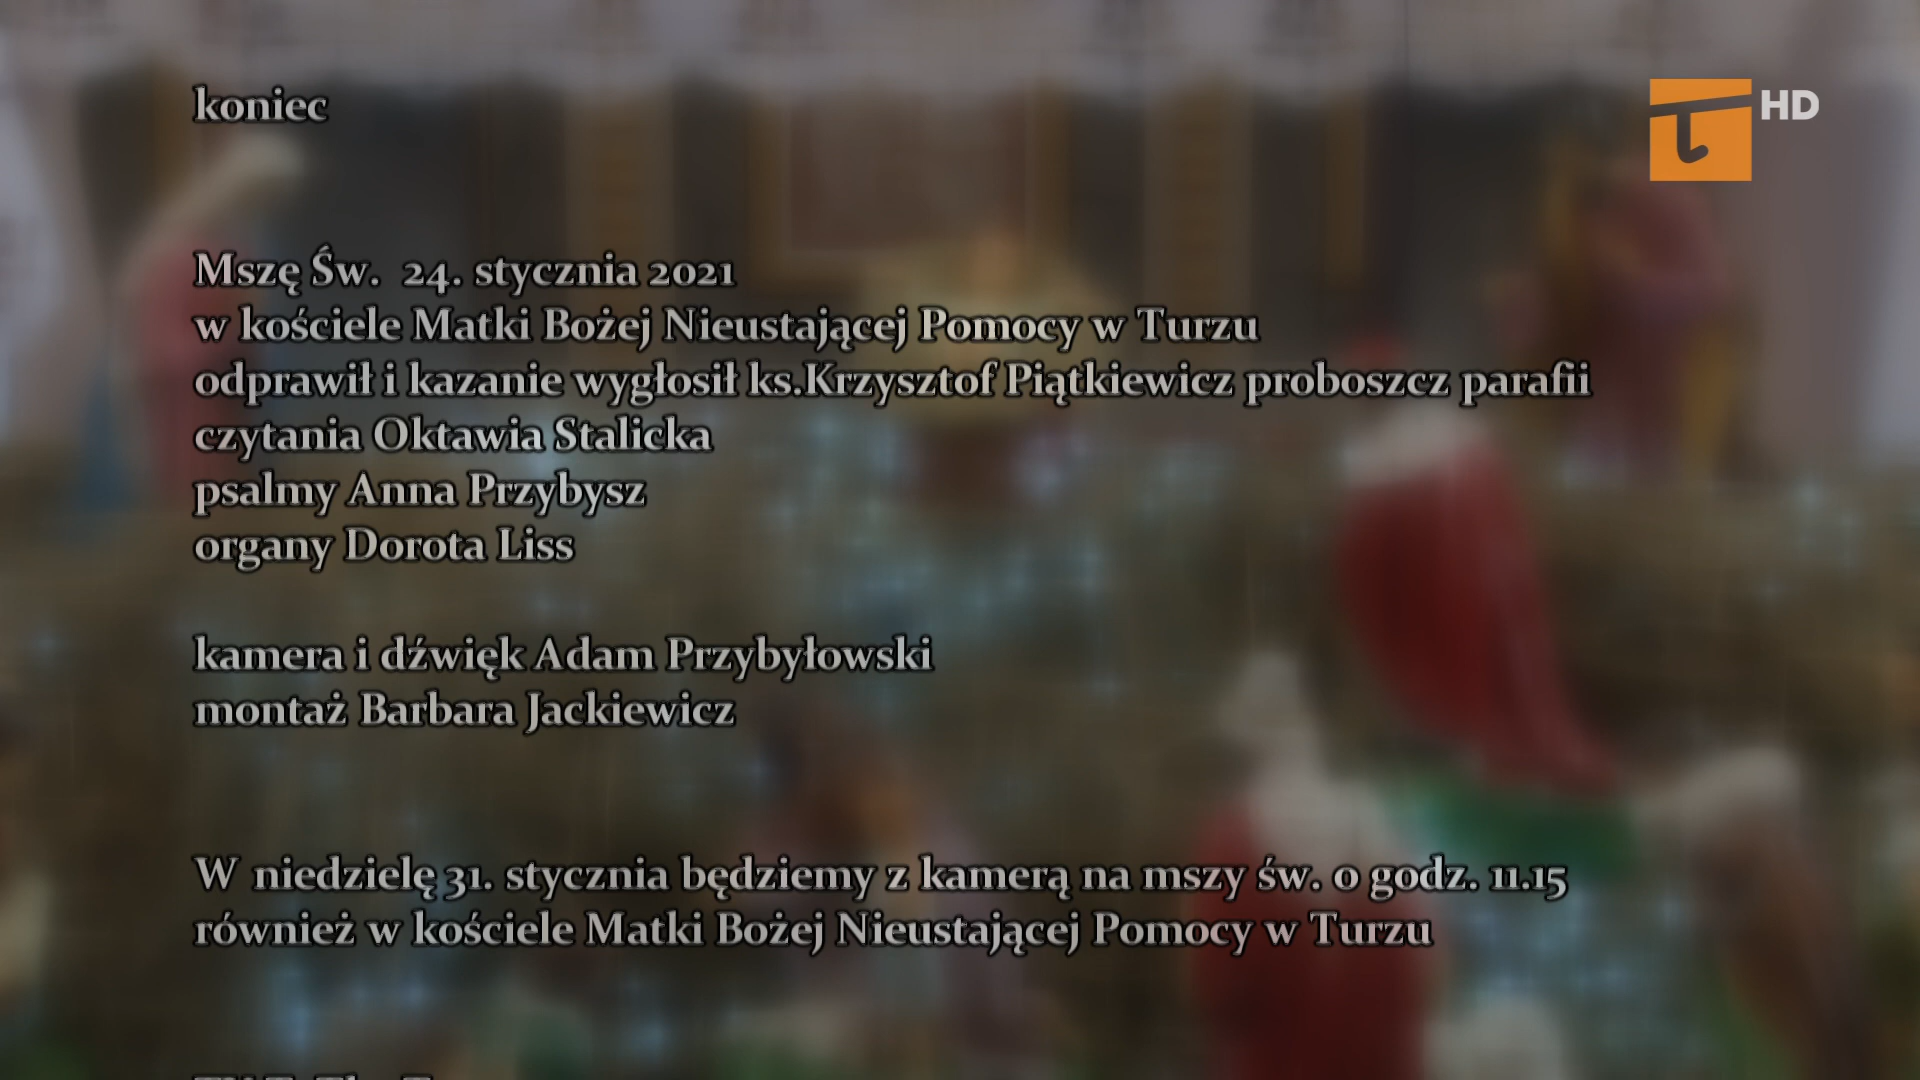 koniec
HD
Mszę Św. 24. stycznia 2021
w kościele Matki Bożej Nieustającej Pomocy w Turzu
odprawił i kazanie wygłosił ks.Krzysztof Piątkiewicz proboszcz parafii
czytania Oktawia Stalicka
psalmy Anna Przybysz
organy Dorota Liss
kamera i dźwięk Adam Przybyłowski
montaż Barbara Jackiewicz
W niedzielę 31. stycznia będziemy z kamerą na mszy św. o godz. 11.15
również w kościele Matki Bożej Nieustającej Pomocy w Turzu